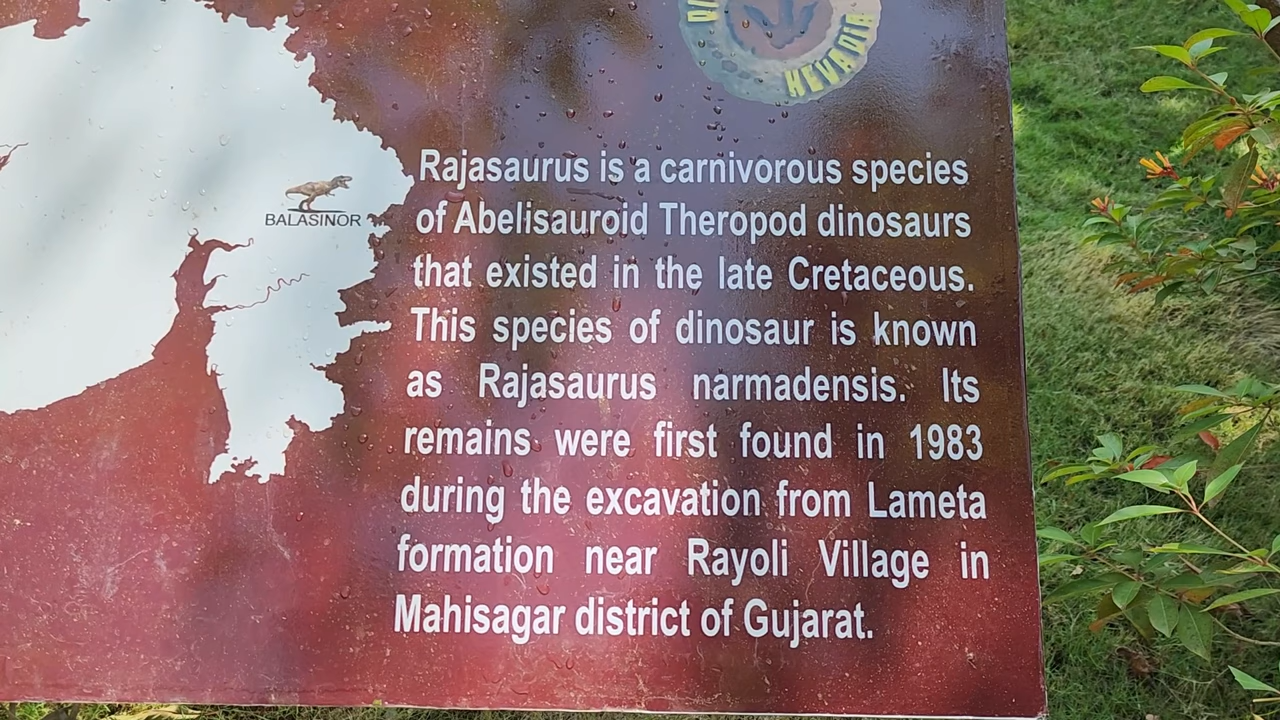 KEVADIA
BALASINOR
Rajasaurus is a carnivorous species
of Abelisauroid Theropod dinosaurs
that existed in the late Cretaceous.
This species of dinosaur is known
as Rajasaurus narmadensis. Its
remains were first found in 1983
during the excavation from Lameta
formation near Rayoli Village in
Mahisagar district of Gujarat.